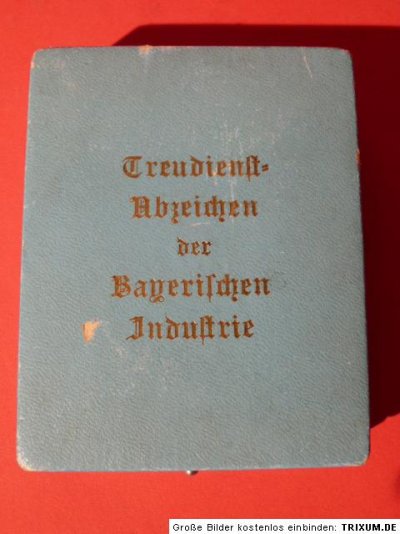 Treudienſt-
Abzeichen
der
Bayeriſchen
Induſtrie
Große Bilder kostenlos einbinden: TRIXUM.DE